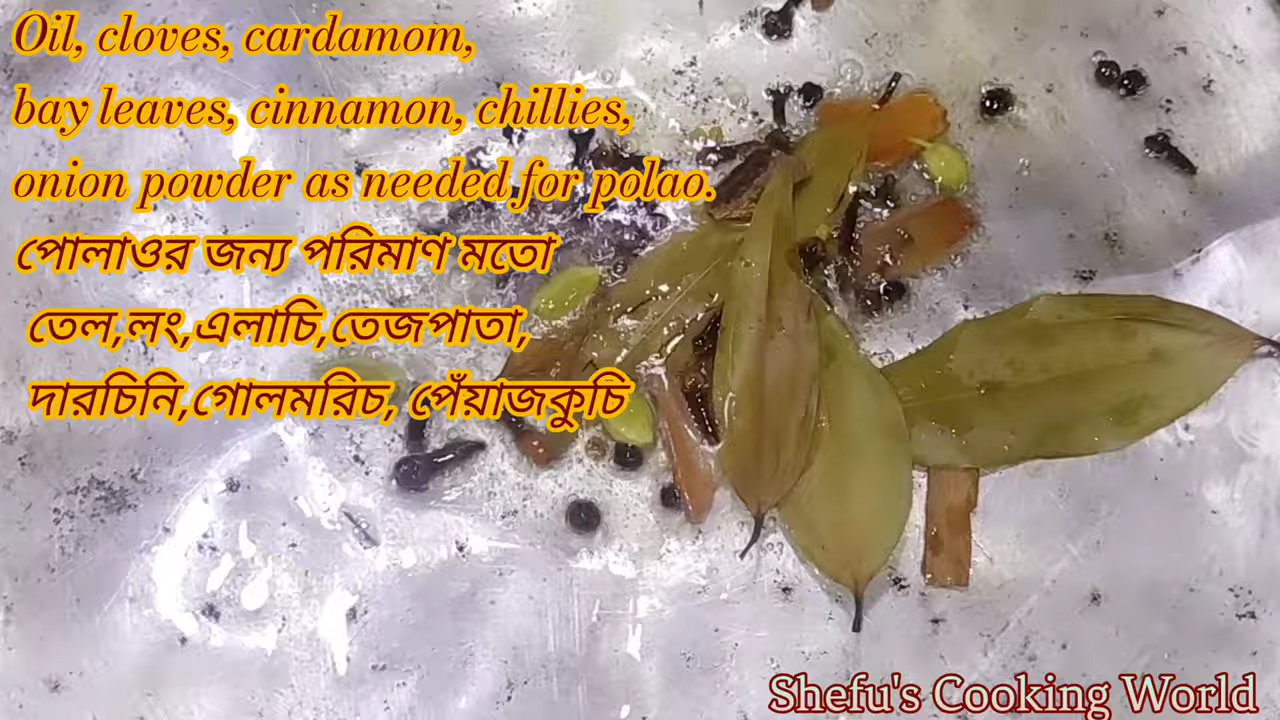 Oil, cloves, cardamom,
bay leaves, cinnamon, chillies,
onion powder as needed for polao.
পোলাওর জন্য পরিমাণ মতো
তেল,লং,এলাচি,তেজপাতা,
দারচিনি,গোলমরিচ, পেঁয়াজকুচি
Shefu's Cooking World